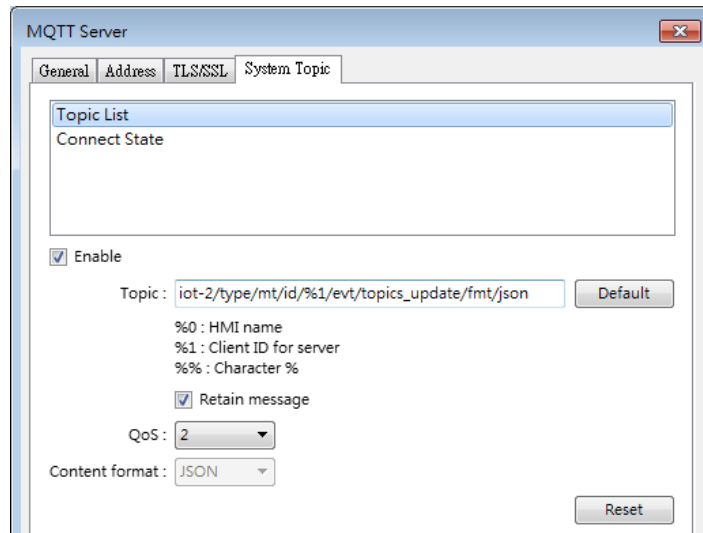 MQTT Server
General Address TLS/SSL System Topic
Topic List
Connect State
Enable
Topic : iot-2/type/mt/id/%1/evt/topics_update/fmt/json Default
%0 : HMI name
%1 : Client ID for server
%% : Character %
Retain message
QoS : 2
Content format : JSON
Reset